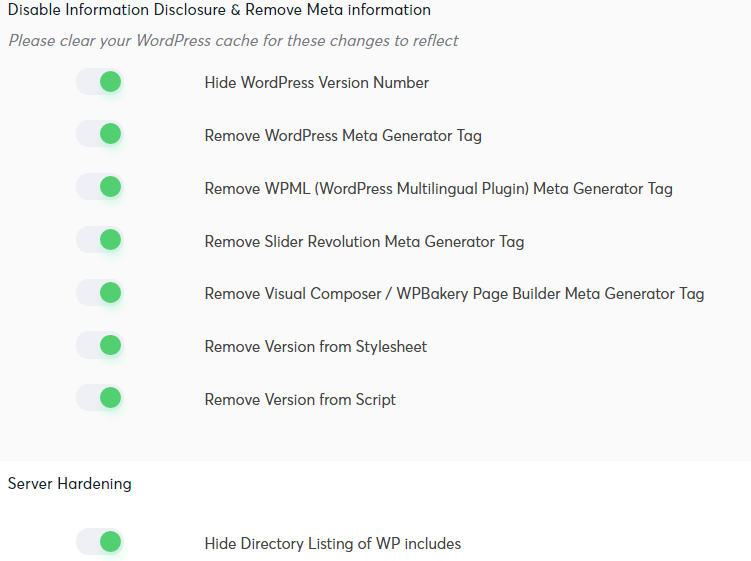 Disable Information Disclosure & Remove Meta information
Please clear your WordPress cache for these changes to reflect
Hide WordPress Version Number
Remove WordPress Meta Generator Tag
Remove WPML (WordPress Multilingual Plugin) Meta Generator Tag
Remove Slider Revolution Meta Generator Tag
Remove Visual Composer / WPBakery Page Builder Meta Generator Tag
Remove Version from Stylesheet
Remove Version from Script
Server Hardening
Hide Directory Listing of WP includes